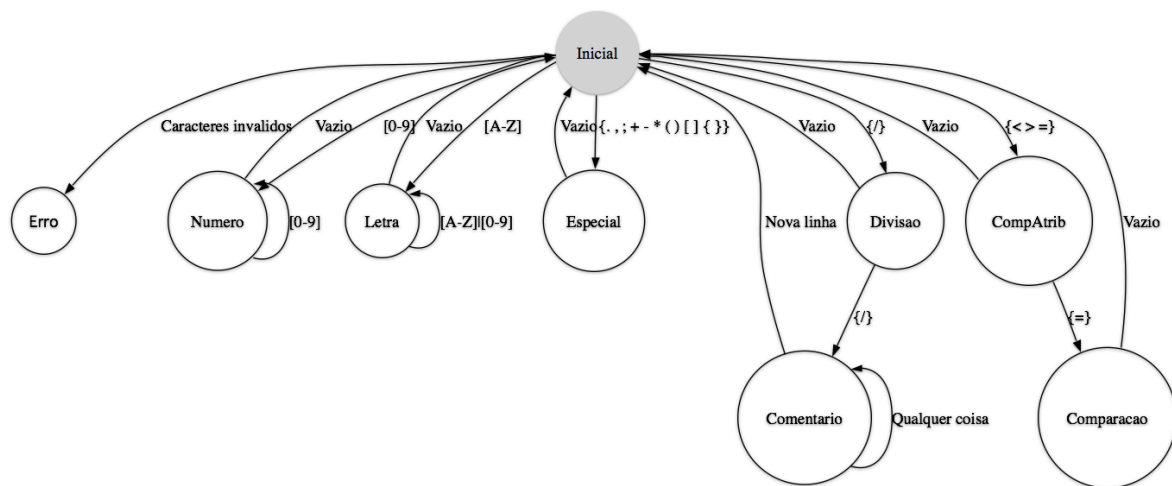 Inicial
Caracteres invalidos
Vazio
[0-9]
Vazio
[A-Z]
Vazio
{. , ; + - * ( ) [ ] { }}
Vazio
{/}
Vazio
{< > =}
Erro
Numero
[0-9]
Letra
[A-Z]|[0-9]
Especial
Nova linha
Divisao
CompAtrib
Vazio
{/}
{=}
Comentario
Qualquer coisa
Comparacao